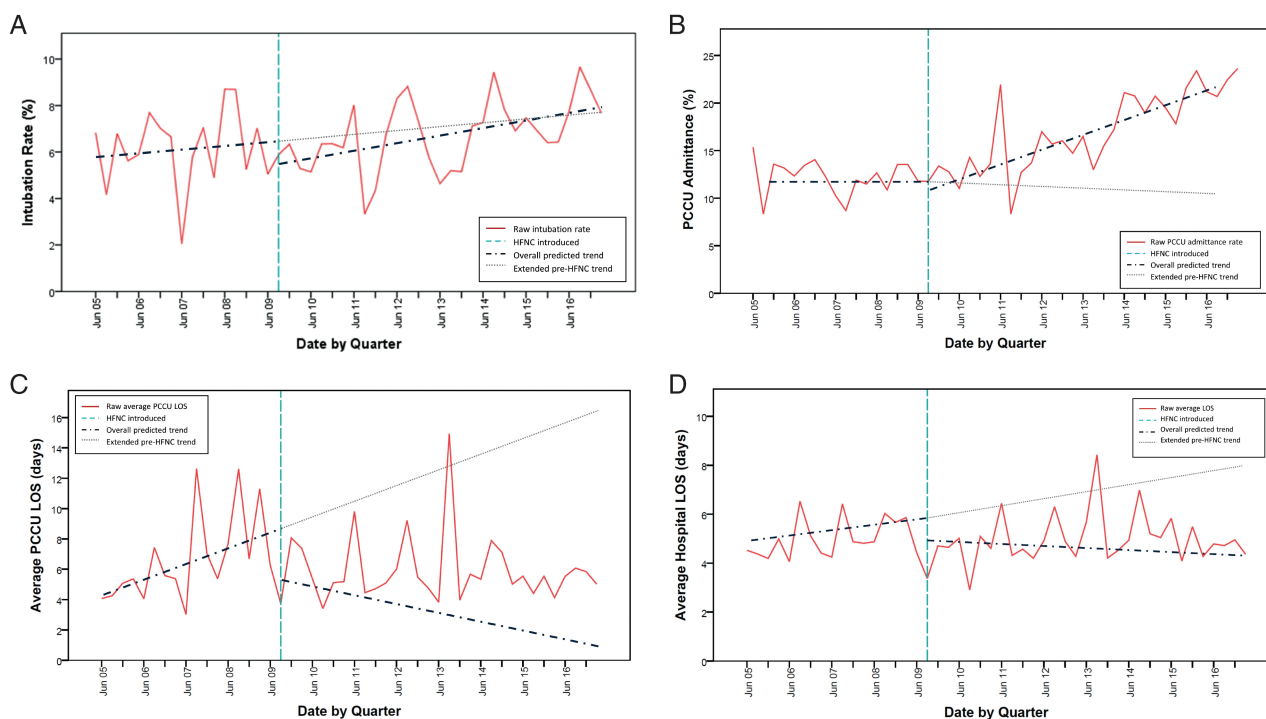 A
Intubation Rate (%)
10
8
6
4
2
0
Raw intubation rate
HFNC introduced
Overall predicted trend
Extended pre-HFNC trend
Jun 05
Jun 06
Jun 07
Jun 08
Jun 09
Jun 10
Jun 11
Jun 12
Jun 13
Jun 14
Jun 15
Jun 16
Date by Quarter
B
PCCU Admittance (%)
25
20
15
10
5
0
Raw PCCU admittance rate
HFNC introduced
Overall predicted trend
Extended pre-HFNC trend
Jun 05
Jun 06
Jun 07
Jun 08
Jun 09
Jun 10
Jun 11
Jun 12
Jun 13
Jun 14
Jun 15
Jun 16
Date by Quarter
C
Average PCCU LOS (days)
16
14
12
10
8
6
4
2
0
Raw average PCCU LOS
HFNC introduced
Overall predicted trend
Extended pre-HFNC trend
Jun 05
Jun 06
Jun 07
Jun 08
Jun 09
Jun 10
Jun 11
Jun 12
Jun 13
Jun 14
Jun 15
Jun 16
Date by Quarter
D
Average Hospital LOS (days)
10
8
6
4
2
0
Raw average LOS
HFNC introduced
Overall predicted trend
Extended pre-HFNC trend
Jun 05
Jun 06
Jun 07
Jun 08
Jun 09
Jun 10
Jun 11
Jun 12
Jun 13
Jun 14
Jun 15
Jun 16
Date by Quarter